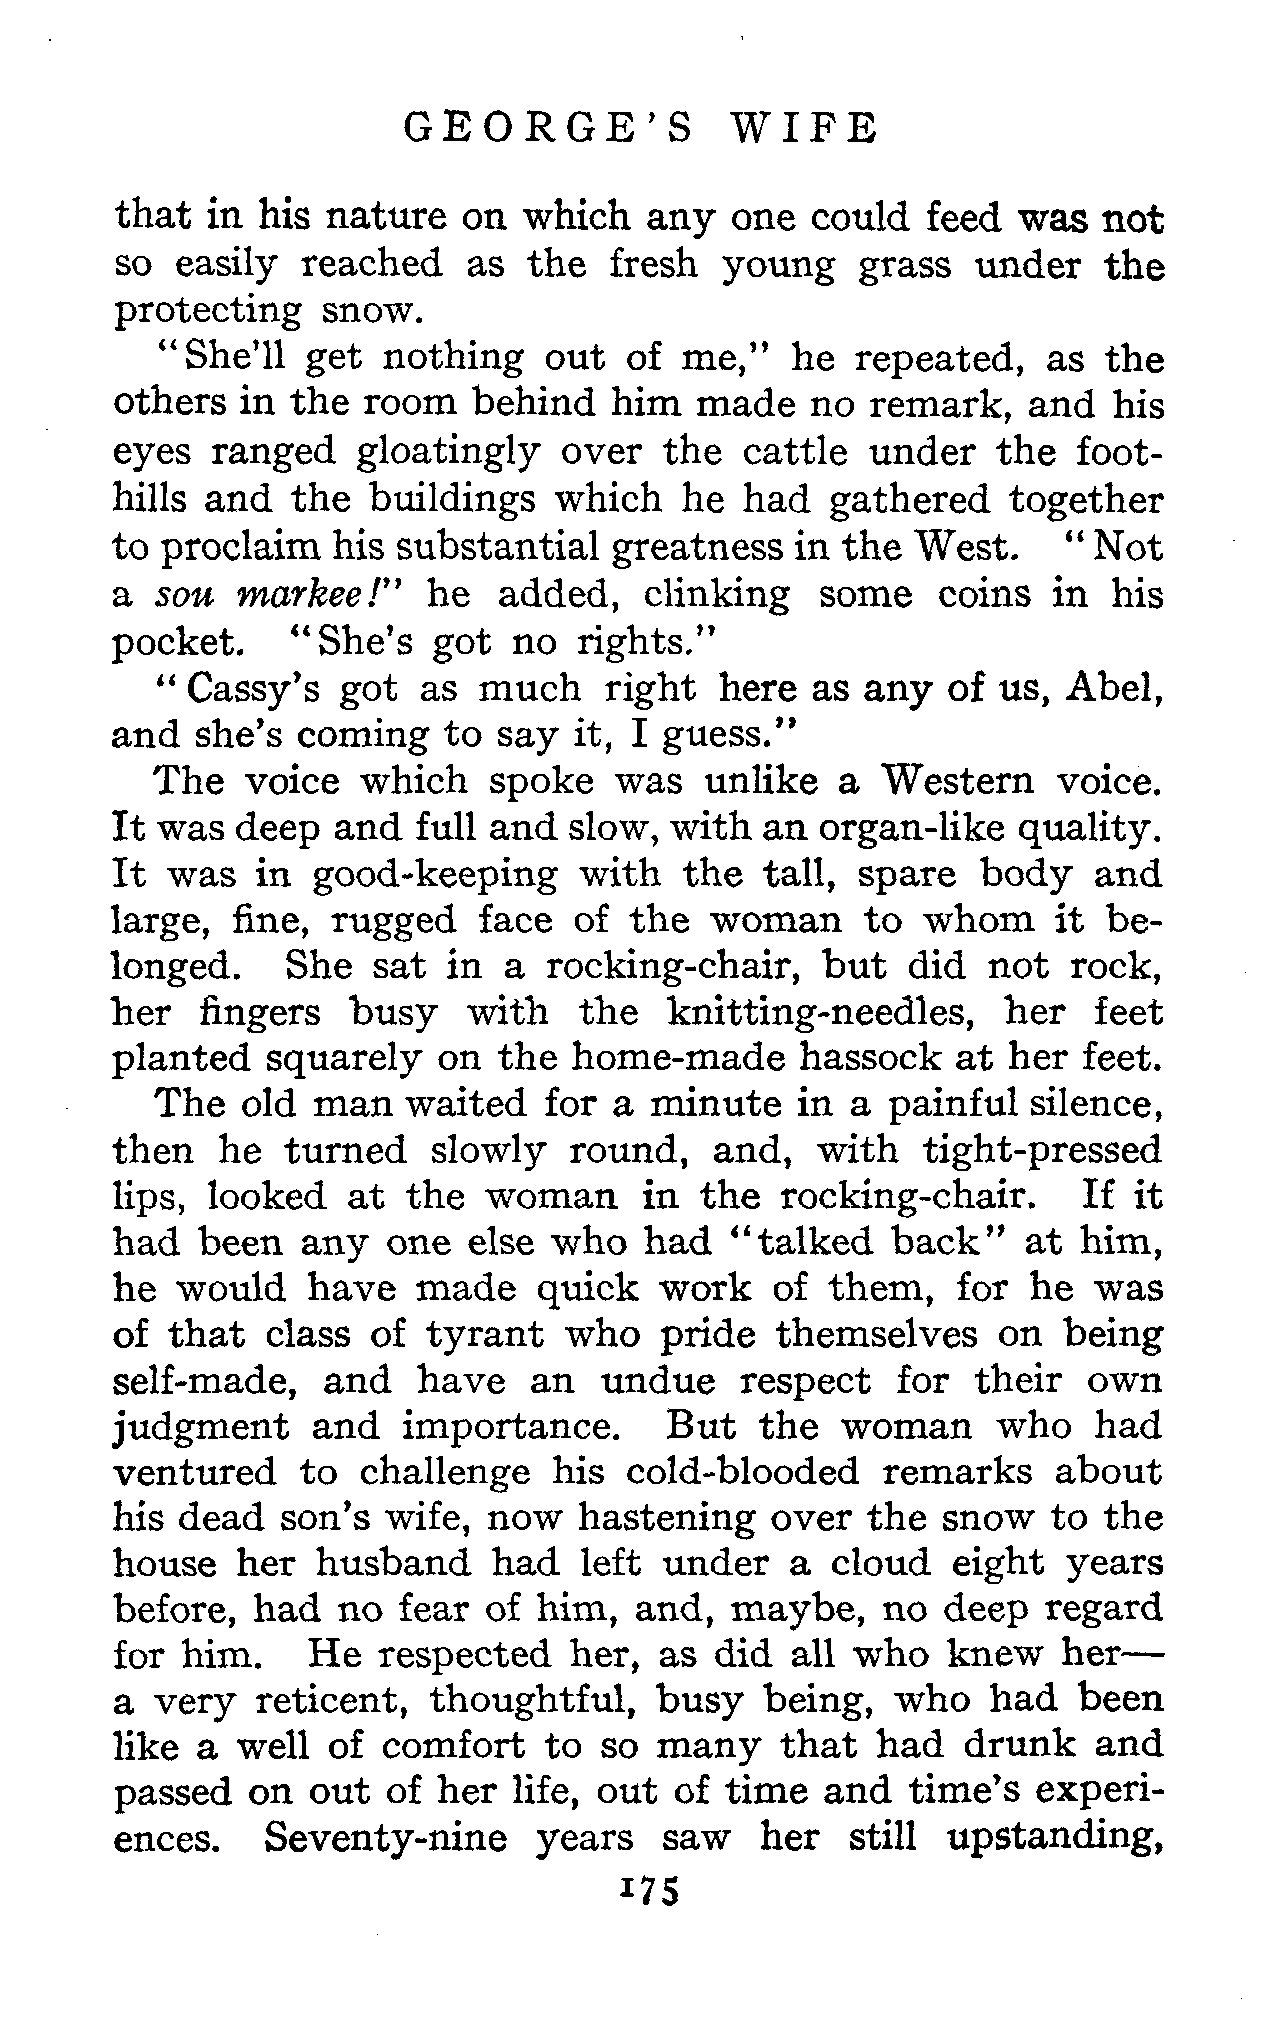 GEORGE'S WIFE
that in his nature on which any one could feed was not
so easily reached as the fresh young grass under the
protecting snow.
"She'll get nothing out of me," he repeated, as the
others in the room behind him made no remark, and his
eyes ranged gloatingly over the cattle under the foot-
hills and the buildings which he had gathered together
to proclaim his substantial greatness in the West. "Not
a sou markee!" he added, clinking some coins in his
pocket. "She's got no rights."
"Cassy's got as much right here as any of us, Abel,
and she's coming to say it, I guess."
The voice which spoke was unlike a Western voice.
It was deep and full and slow, with an organ-like quality.
It was in good-keeping with the tall, spare body and
large, fine, rugged face of the woman to whom it be-
longed. She sat in a rocking-chair, but did not rock,
her fingers busy with the knitting-needles, her feet
planted squarely on the home-made hassock at her feet.
The old man waited for a minute in a painful silence,
then he turned slowly round, and, with tight-pressed
lips, looked at the woman in the rocking-chair. If it
had been any one else who had "talked back" at him,
he would have made quick work of them, for he was
of that class of tyrant who pride themselves on being
self-made, and have an undue respect for their own
judgment and importance. But the woman who had
ventured to challenge his cold-blooded remarks about
his dead son's wife, now hastening over the snow to the
house her husband had left under a cloud eight years
before, had no fear of him, and, maybe, no deep regard
for him. He respected her, as did all who knew her—
a very reticent, thoughtful, busy being, who had been
like a well of comfort to so many that had drunk and
passed on out of her life, out of time and time's experi-
ences. Seventy-nine years saw her still upstanding,
175